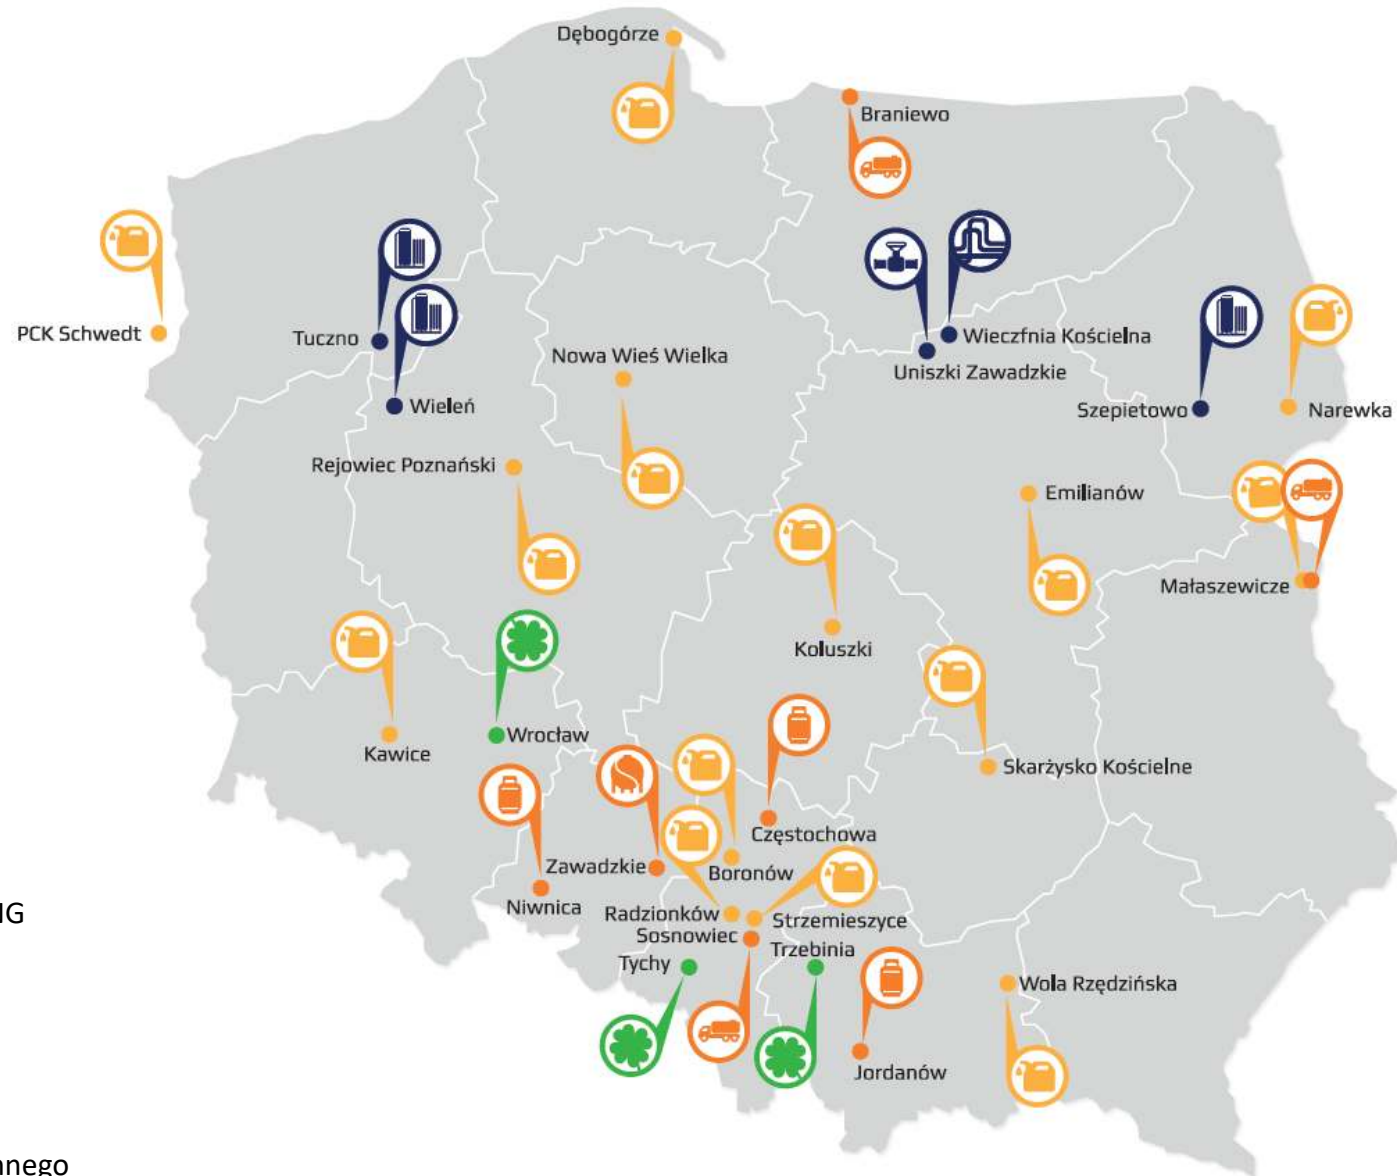 Dębogórze
Braniewo
PCK Schwedt
Tuczno
Wieczfnia Kościelna
Nowa Wieś Wielka
Uniszki Zawadzkie
Wieleń
Szepietowo
Narewka
Rejowiec Poznański
Emilianów
Małaszewicze
Koluszki
Kawice
Wrocław
Skarżysko Kościelne
Częstochowa
Zawadzkie
Boronów
Niwnica
Radzionków
Strzemieszyce
Sosnowiec
Trzebinia
Tychy
Wola Rzędzińska
Jordanów